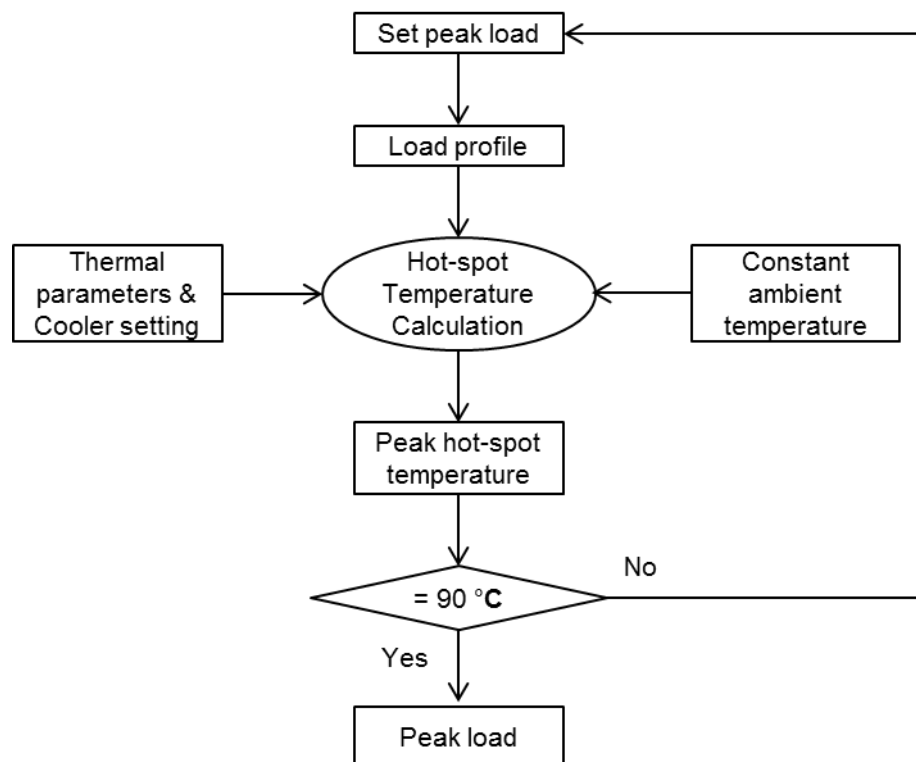 Set peak load
Load profile
Thermal
parameters &
Cooler setting
Hot-spot
Temperature
Calculation
Constant
ambient
temperature
Peak hot-spot
temperature
= 90 °C
No
Yes
Peak load